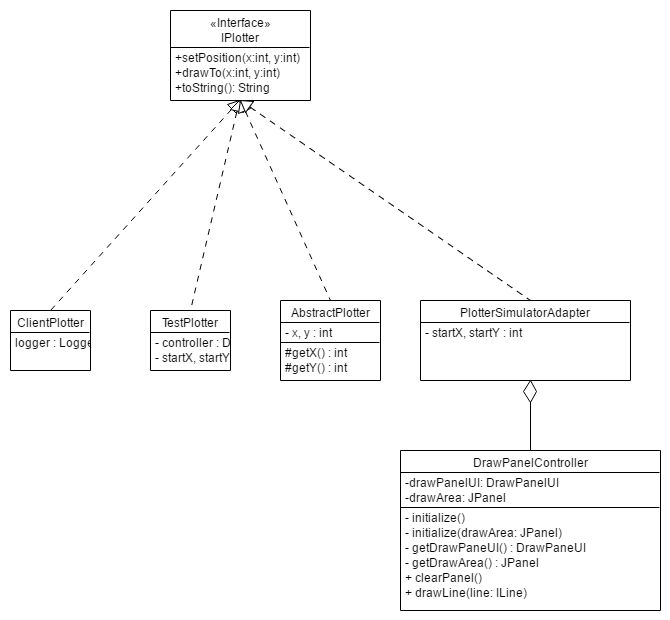 «Interface»
IPlotter
+setPosition(x:int, y:int)
+drawTo(x:int, y:int)
+toString(): String
ClientPlotter
logger : Logge
TestPlotter
- controller : D
- startX, startY
AbstractPlotter
- x, y : int
#getX() : int
#getY() : int
PlotterSimulatorAdapter
- startX, startY : int
DrawPanelController
-drawPanelUI: DrawPanelUI
-drawArea: JPanel
- initialize()
- initialize(drawArea: JPanel)
- getDrawPaneUI() : DrawPaneUI
- getDrawArea() : JPanel
+ clearPanel()
+ drawLine(line: ILine)